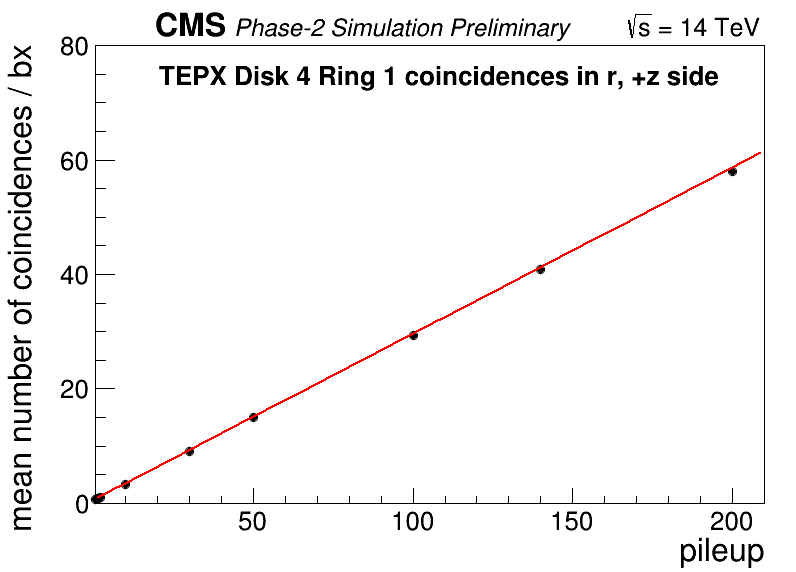 CMS Phase-2 Simulation Preliminary √s = 14 TeV
TEPX Disk 4 Ring 1 coincidences in r, +z side
mean number of coincidences / bx
80
60
40
20
0
50 100 150 200
pileup